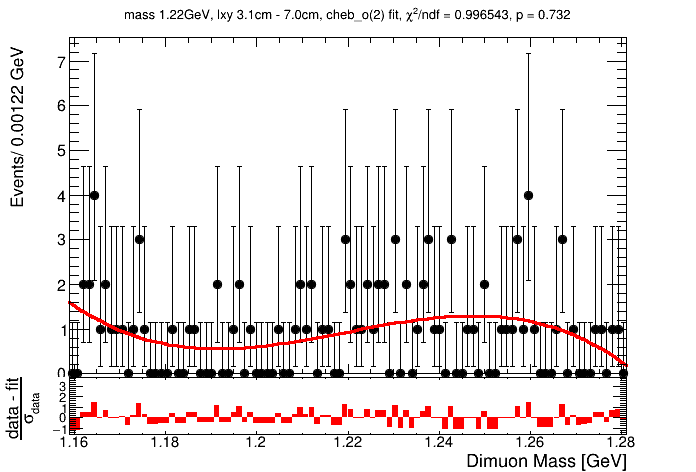 mass 1.22GeV, lxy 3.1cm - 7.0cm, cheb_o(2) fit, χ²/ndf = 0.996543, p = 0.732
Events/ 0.00122 GeV
7
6
5
4
3
2
1
0
data - fit
σdata
3
2
1
0
−1
1.16 1.18 1.2 1.22 1.24 1.26 1.28
Dimuon Mass [GeV]